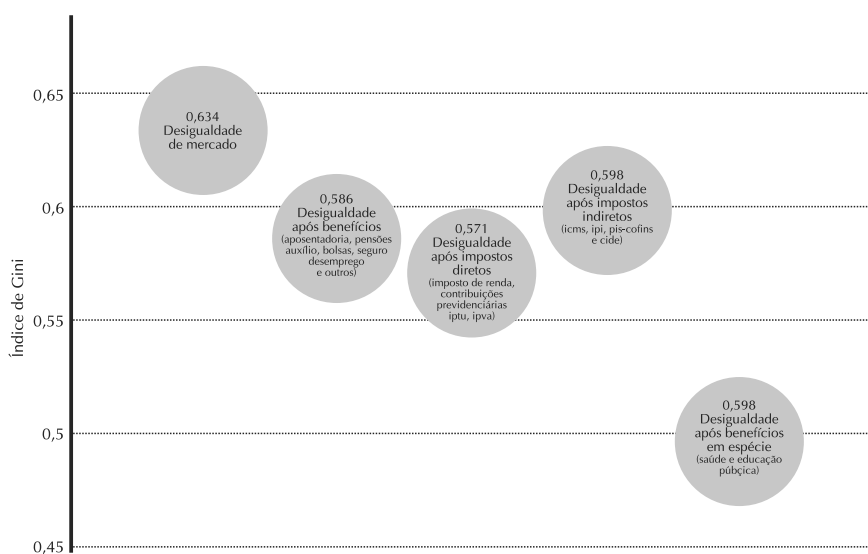 0,65
0,6
0,55
0,5
0,45
Índice de Gini
0,634
Desigualdade
de mercado
0,586
Desigualdade
após benefícios
(aposentadoria, pensões
auxílio, bolsas, seguro
desemprego
e outros)
0,571
Desigualdade
após impostos
diretos
(imposto de renda,
contribuições
previdenciárias
iptu, ipva)
0,598
Desigualdade
após impostos
indiretos
(icms, ipi, pis-cofins
e cide)
0,598
Desigualdade
após benefícios
em espécie
(saúde e educação
púbçica)